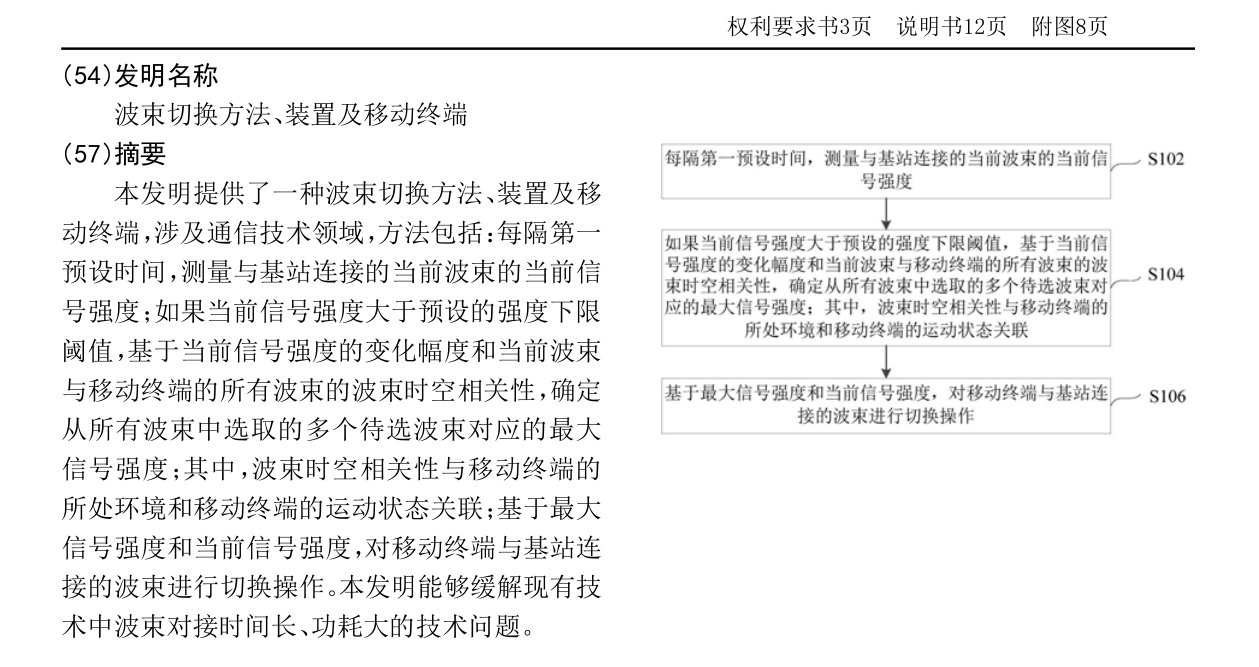 权利要求书3页 说明书12页 附图8页
(54)发明名称
波束切换方法、装置及移动终端
(57)摘要
本发明提供了一种波束切换方法、装置及移
动终端,涉及通信技术领域,方法包括:每隔第一
预设时间,测量与基站连接的当前波束的当前信
号强度;如果当前信号强度大于预设的强度下限
阈值,基于当前信号强度的变化幅度和当前波束
与移动终端的所有波束的波束时空相关性,确定
从所有波束中选取的多个待选波束对应的最大
信号强度;其中,波束时空相关性与移动终端的
所处环境和移动终端的运动状态关联;基于最大
信号强度和当前信号强度,对移动终端与基站连
接的波束进行切换操作。本发明能够缓解现有技
术中波束对接时间长、功耗大的技术问题。
每隔第一预设时间，测量与基站连接的当前波束的当前信
号强度
S102
如果当前信号强度大于预设的强度下限阈值，基于当前信
号强度的变化幅度和当前波束与移动终端的所有波束的波
束时空相关性，确定从所有波束中选取的多个待选波束对
应的最大信号强度；其中，波束时空相关性与移动终端的
所处环境和移动终端的运动状态关联
S104
基于最大信号强度和当前信号强度，对移动终端与基站连
接的波束进行切换操作
S106